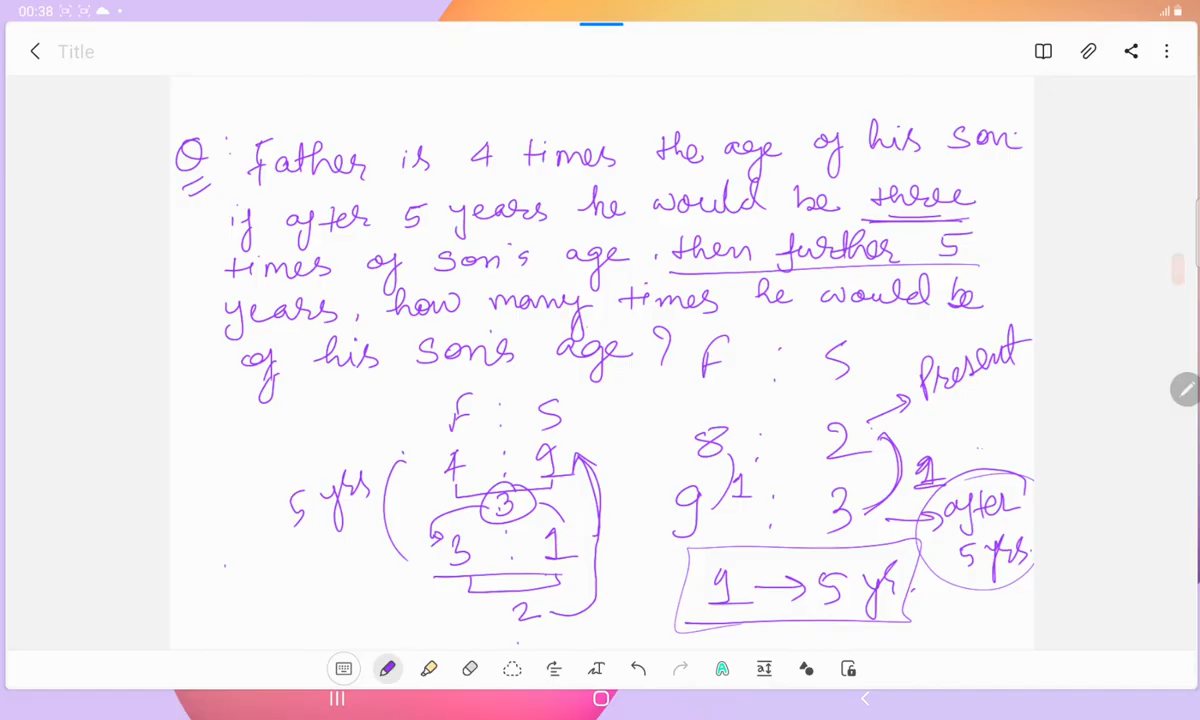 00:38
Title
Q: Father is 4 times the age of his son.
if after 5 years he would be three
times of son's age. then further 5
years, how many times he would be
of his son's age?
F : S
4 : 1
5 yrs
3
3 : 1
2
F : S
8 : 2 → Present
1 1
9 : 3 → after 5 yrs.
1 → 5 yr.